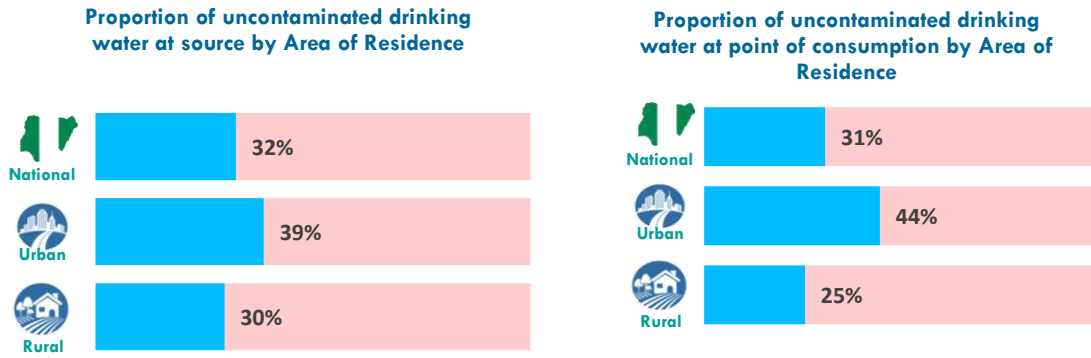 Proportion of uncontaminated drinking
water at source by Area of Residence
National
32%
Urban
39%
Rural
30%
Proportion of uncontaminated drinking
water at point of consumption by Area of
Residence
National
31%
Urban
44%
Rural
25%